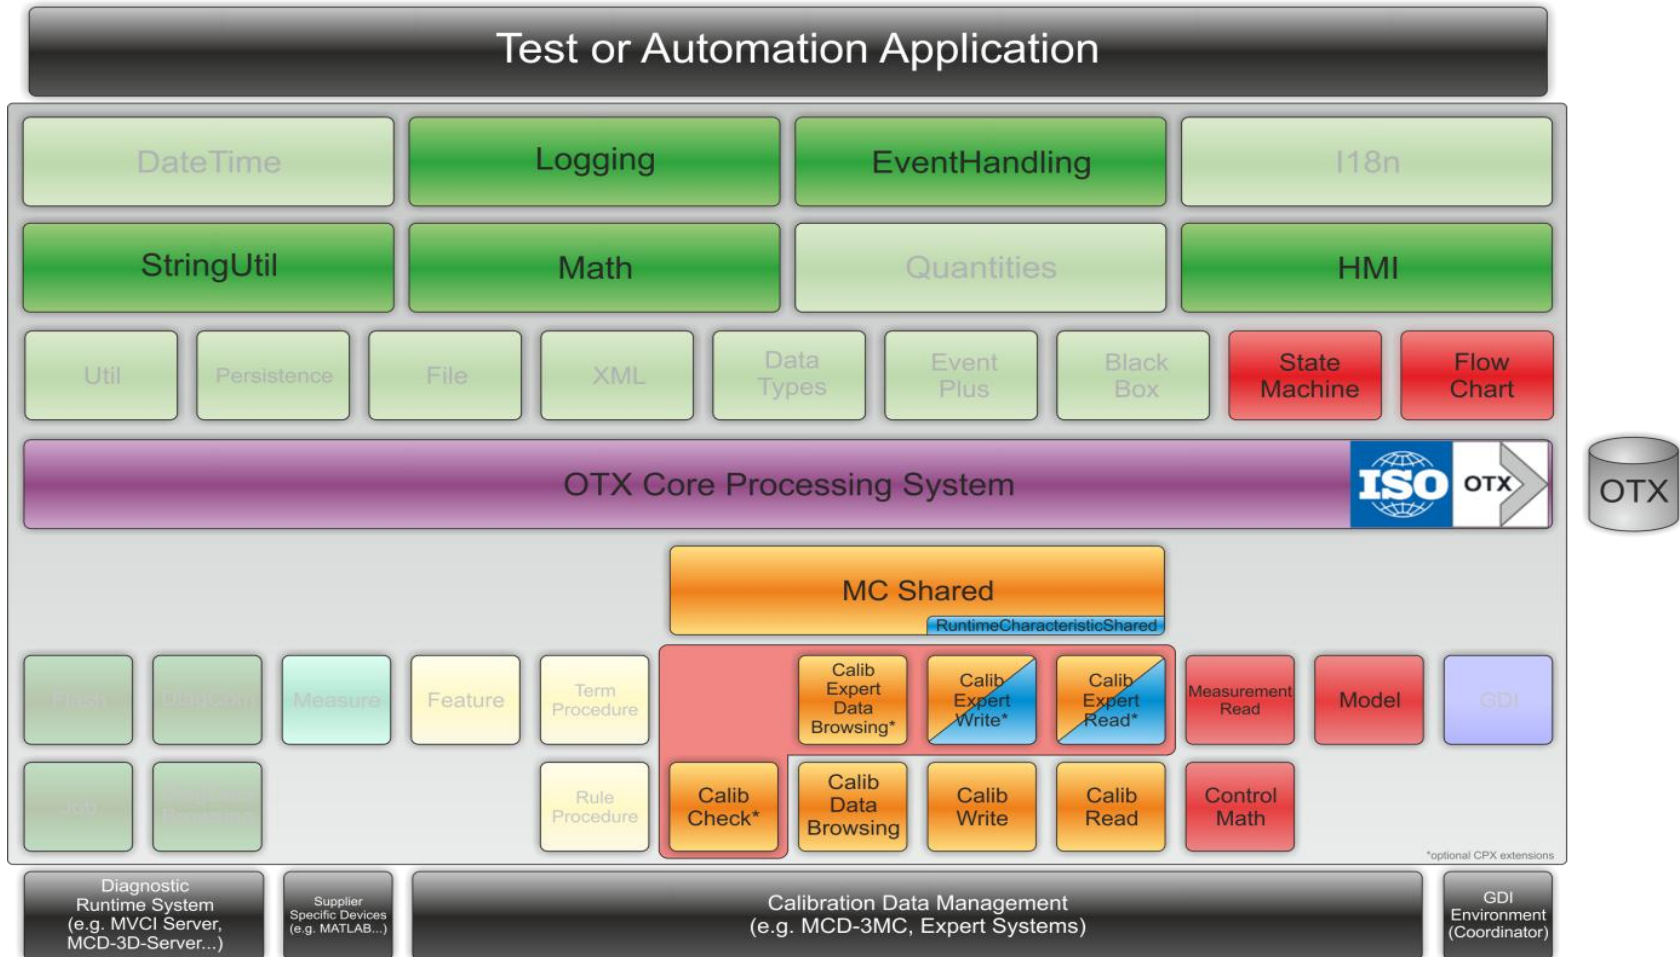 Test or Automation Application
DateTime
Logging
EventHandling
I18n
StringUtil
Math
Quantities
HMI
Util
Persistence
File
XML
Data
Types
Event
Plus
Black
Box
State
Machine
Flow
Chart
OTX Core Processing System
ISO
OTX
OTX
MC Shared
RuntimeCharacteristicShared
Flash
DiagCom
Measure
Feature
Term
Procedure
Calib
Expert
Data
Browsing*
Calib
Expert
Write*
Calib
Expert
Read*
Measurement
Read
Model
GDI
Job
Rule
Procedure
Calib
Check*
Calib
Data
Browsing
Calib
Write
Calib
Read
Control
Math
*optional CPX extensions
Diagnostic
Runtime System
(e.g. MVCI Server,
MCD-3D-Server...)
Supplier
Specific Devices
(e.g. MATLAB...)
Calibration Data Management
(e.g. MCD-3MC, Expert Systems)
GDI
Environment
(Coordinator)